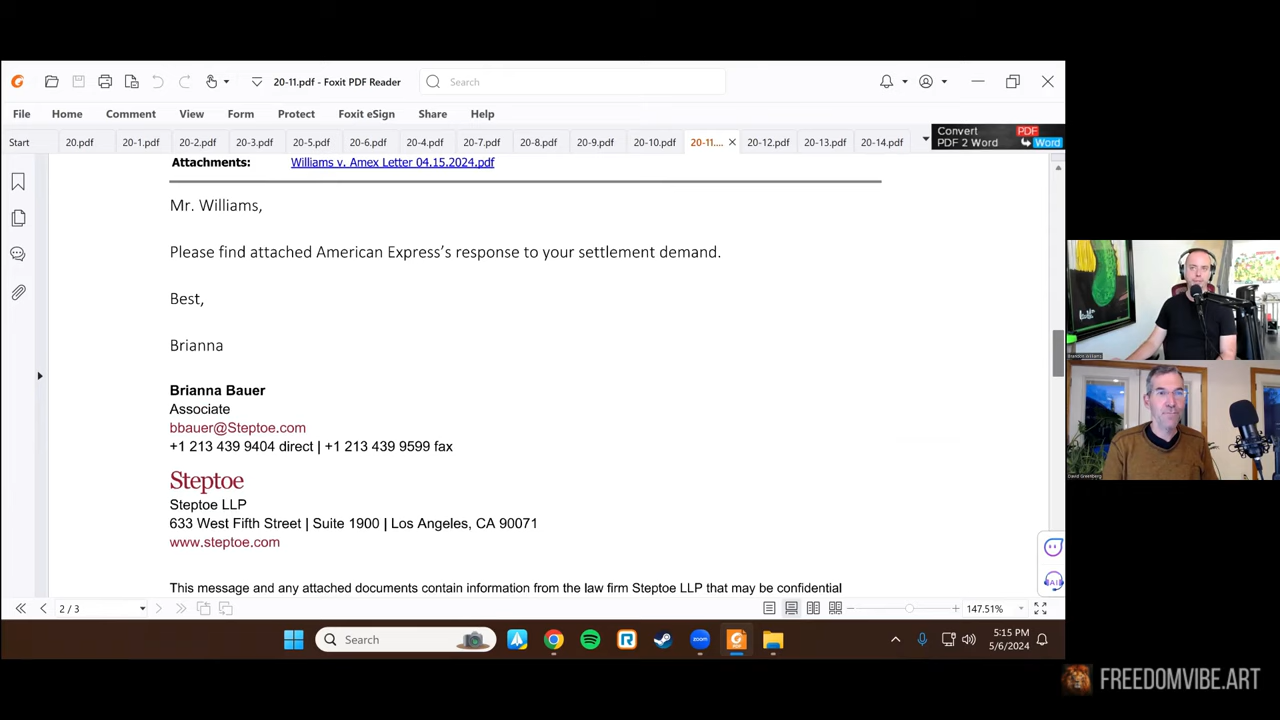 20-11.pdf - Foxit PDF Reader
Search
File Home Comment View Form Protect Foxit eSign Share Help
Start 20.pdf 20-1.pdf 20-2.pdf 20-3.pdf 20-5.pdf 20-6.pdf 20-4.pdf 20-7.pdf 20-8.pdf 20-9.pdf 20-10.pdf 20-11.... 20-12.pdf 20-13.pdf 20-14.pdf
Convert PDF
PDF 2 Word Word
Attachments: Williams v. Amex Letter 04.15.2024.pdf
Mr. Williams,
Please find attached American Express’s response to your settlement demand.
Best,
Brianna
Brianna Bauer
Associate
bbauer@Steptoe.com
+1 213 439 9404 direct | +1 213 439 9599 fax
Steptoe
Steptoe LLP
633 West Fifth Street | Suite 1900 | Los Angeles, CA 90071
www.steptoe.com
This message and any attached documents contain information from the law firm Steptoe LLP that may be confidential
2 / 3
147.51%
Search
zoom
5:15 PM
5/6/2024
Brandon Williams
David Greenberg
FREEDOMVIBE.ART